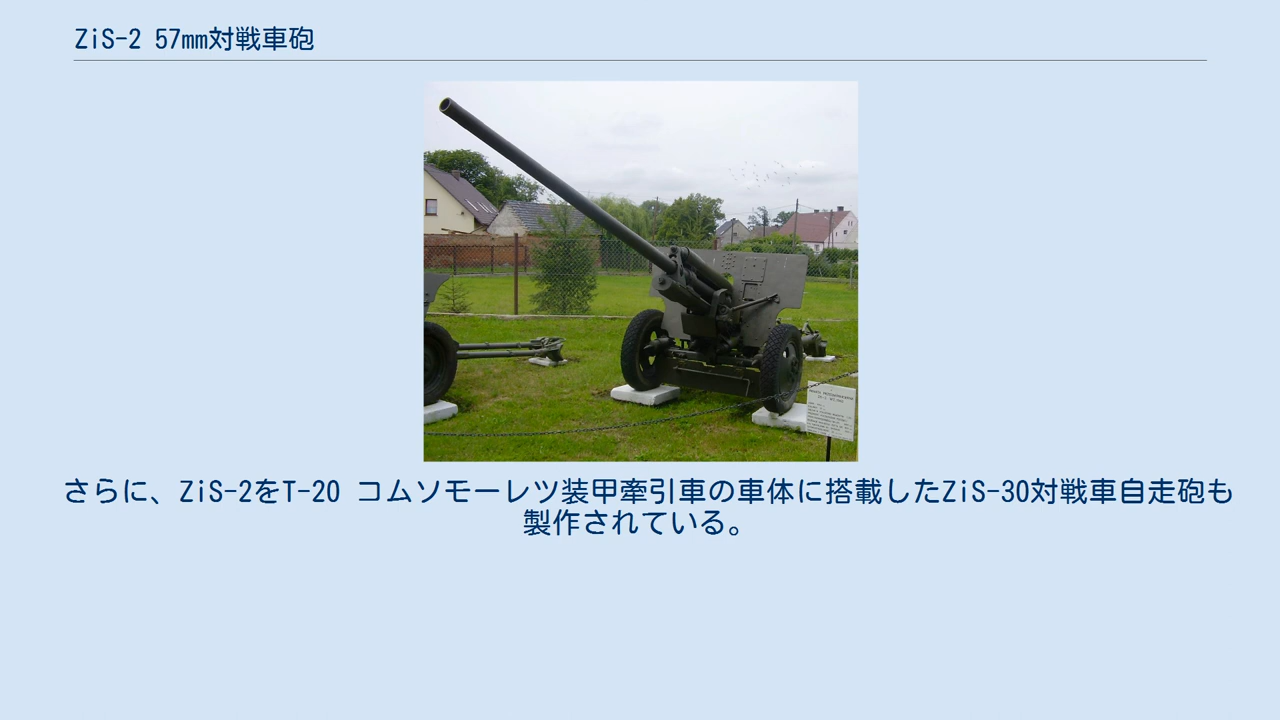 ZiS-2 57mm対戦車砲
さらに、ZiS-2をT-20 コムソモーレツ装甲牽引車の車体に搭載したZiS-30対戦車自走砲も
製作されている。